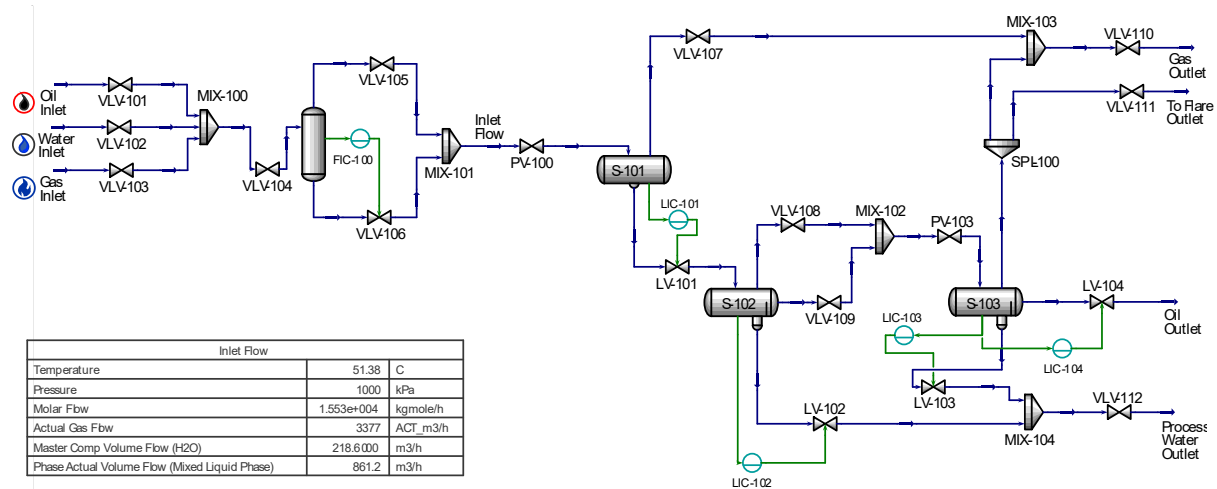 Oil
Inlet
VLV-101
Water
Inlet
VLV-102
Gas
Inlet
VLV-103
MIX-100
VLV-104
VLV-105
FIC-100
VLV-106
MIX-101
Inlet
Flow
PV-100
S-101
LIC-101
LV-101
VLV-107
S-102
VLV-108
VLV-109
MIX-102
PV-103
S-103
LIC-103
LV-103
LIC-104
LV-104
Oil
Outlet
LIC-102
LV-102
MIX-104
VLV-112
Process
Water
Outlet
SPL-100
MIX-103
VLV-110
Gas
Outlet
VLV-111
To Flare
Outlet
Inlet Flow
Temperature 51.38 C
Pressure 1000 kPa
Molar Flow 1.553e+004 kgmole/h
Actual Gas Flow 3377 ACT_m3/h
Master Comp Volume Flow (H2O) 218.6000 m3/h
Phase Actual Volume Flow (Mixed Liquid Phase) 861.2 m3/h